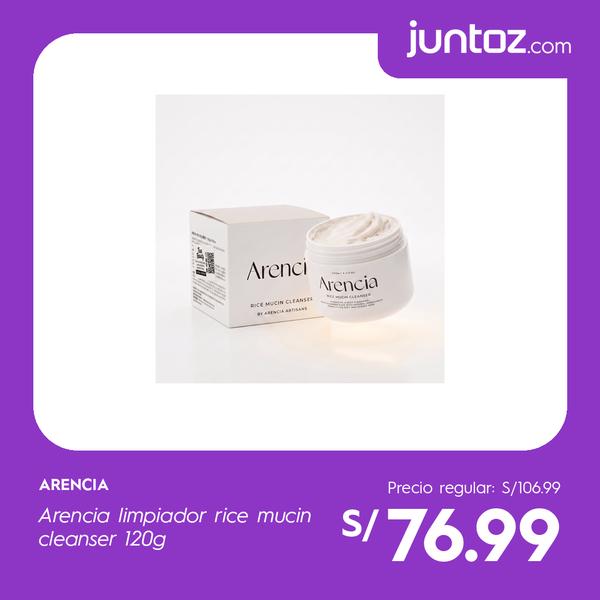 juntoz.com
Arenci
RICE MUCIN CLEANSER
BY ARENCIA ARTISANS
Arencia
RICE MUCIN CLEANSER
ARENCIA
Arencia limpiador rice mucin
cleanser 120g
Precio regular: S/106.99
S/76.99